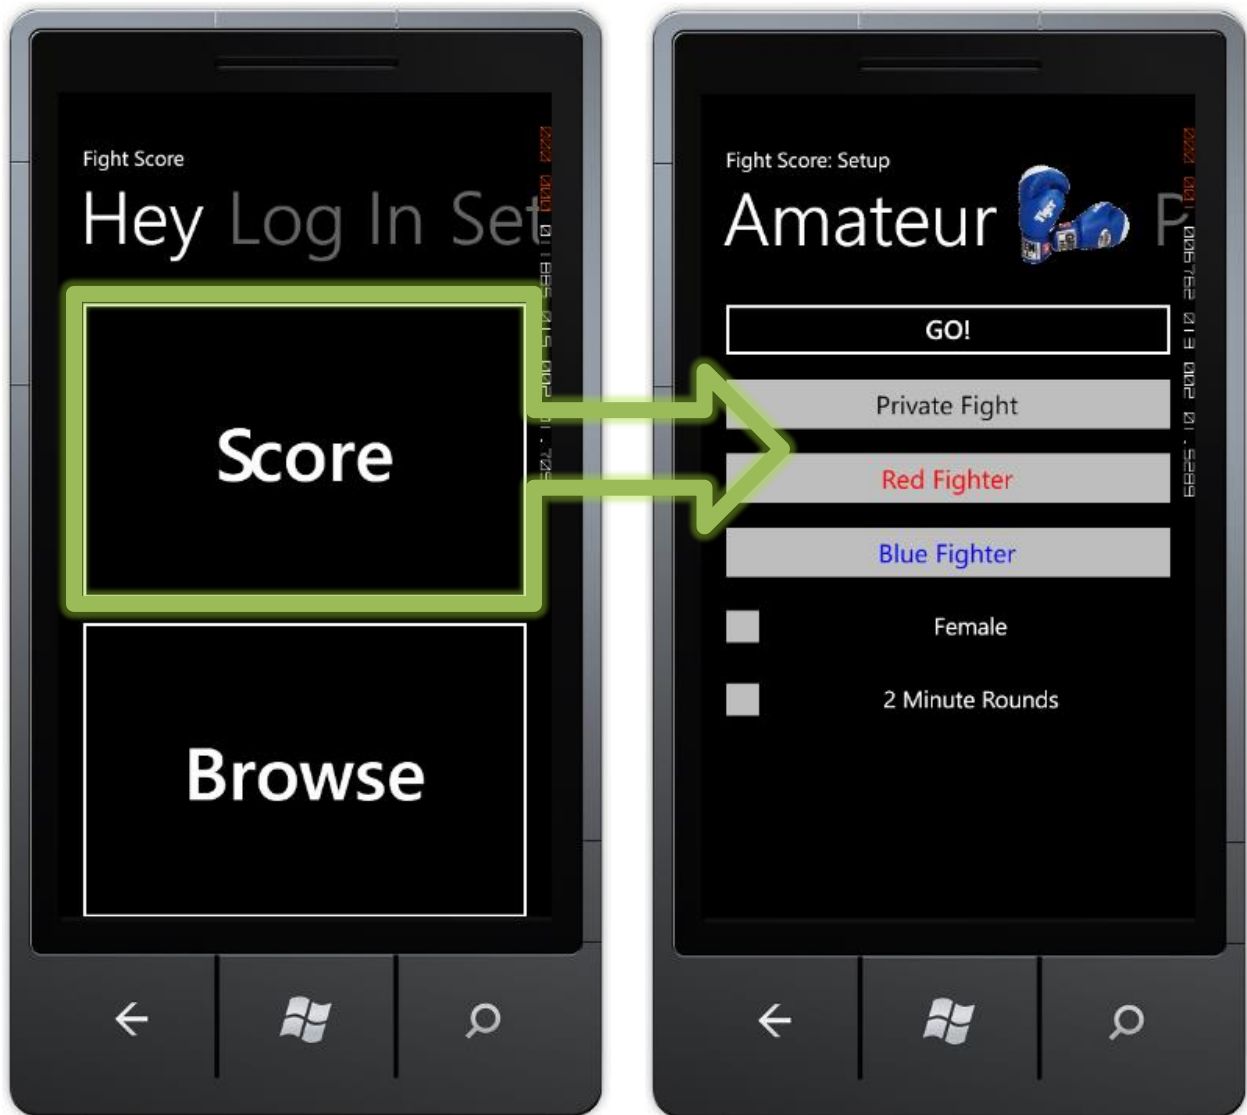 Fight Score
Hey Log In Set
Score
Browse
Fight Score: Setup
Amateur P
GO!
Private Fight
Red Fighter
Blue Fighter
Female
2 Minute Rounds